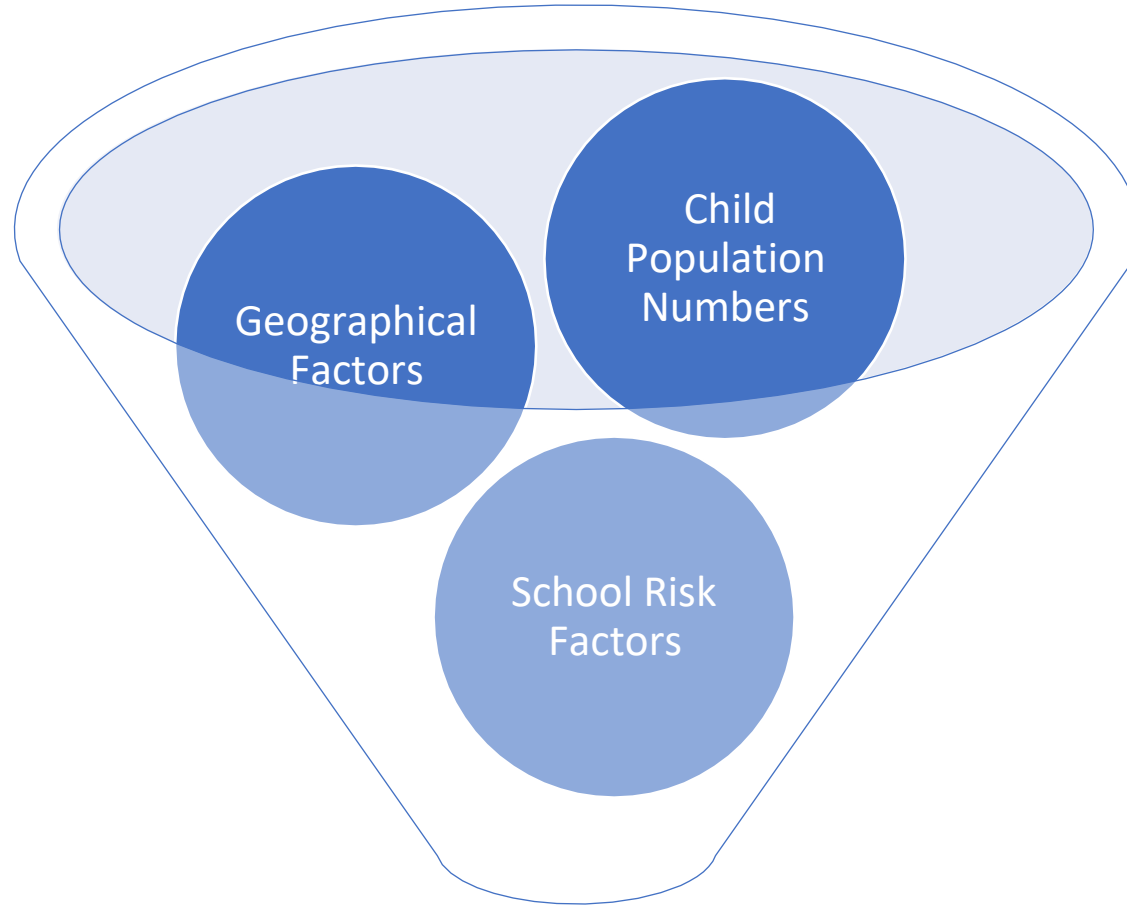 Child
Population
Numbers
Geographical
Factors
School Risk
Factors